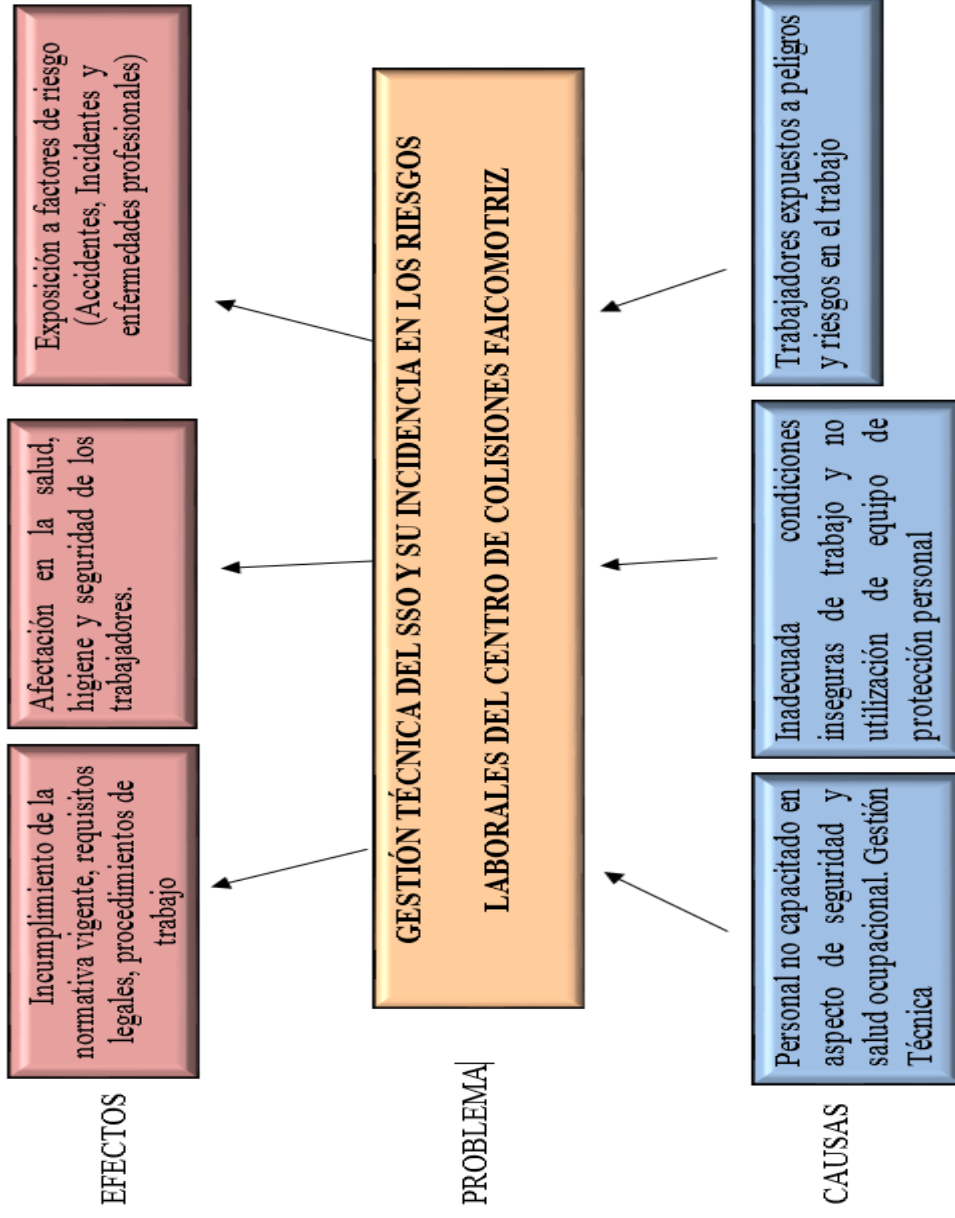 EFECTOS
Incumplimiento de la
normativa vigente, requisitos
legales, procedimientos de
trabajo
Afectación en la salud,
higiene y seguridad de los
trabajadores.
Exposición a factores de riesgo
(Accidentes, Incidentes y
enfermedades profesionales)
PROBLEMA
GESTIÓN TÉCNICA DEL SSO Y SU INCIDENCIA EN LOS RIESGOS
LABORALES DEL CENTRO DE COLISIONES FAICOMOTRIZ
CAUSAS
Personal no capacitado en
aspecto de seguridad y
salud ocupacional. Gestión
Técnica
Inadecuada condiciones
inseguras de trabajo y no
utilización de equipo de
protección personal
Trabajadores expuestos a peligros
y riesgos en el trabajo